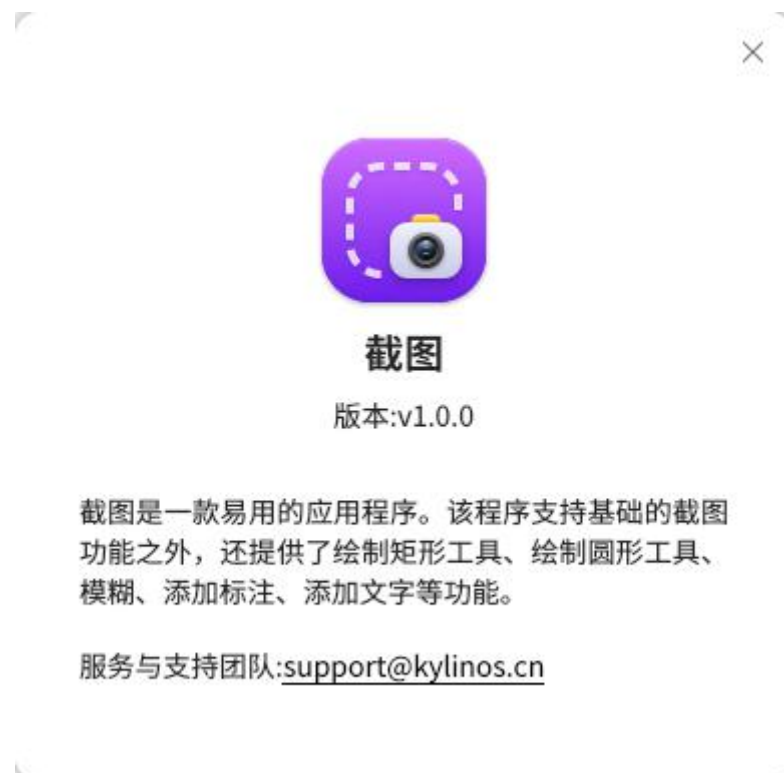 截图
版本:v1.0.0
截图是一款易用的应用程序。该程序支持基础的截图
功能之外，还提供了绘制矩形工具、绘制圆形工具、
模糊、添加标注、添加文字等功能。
服务与支持团队:support@kylinos.cn